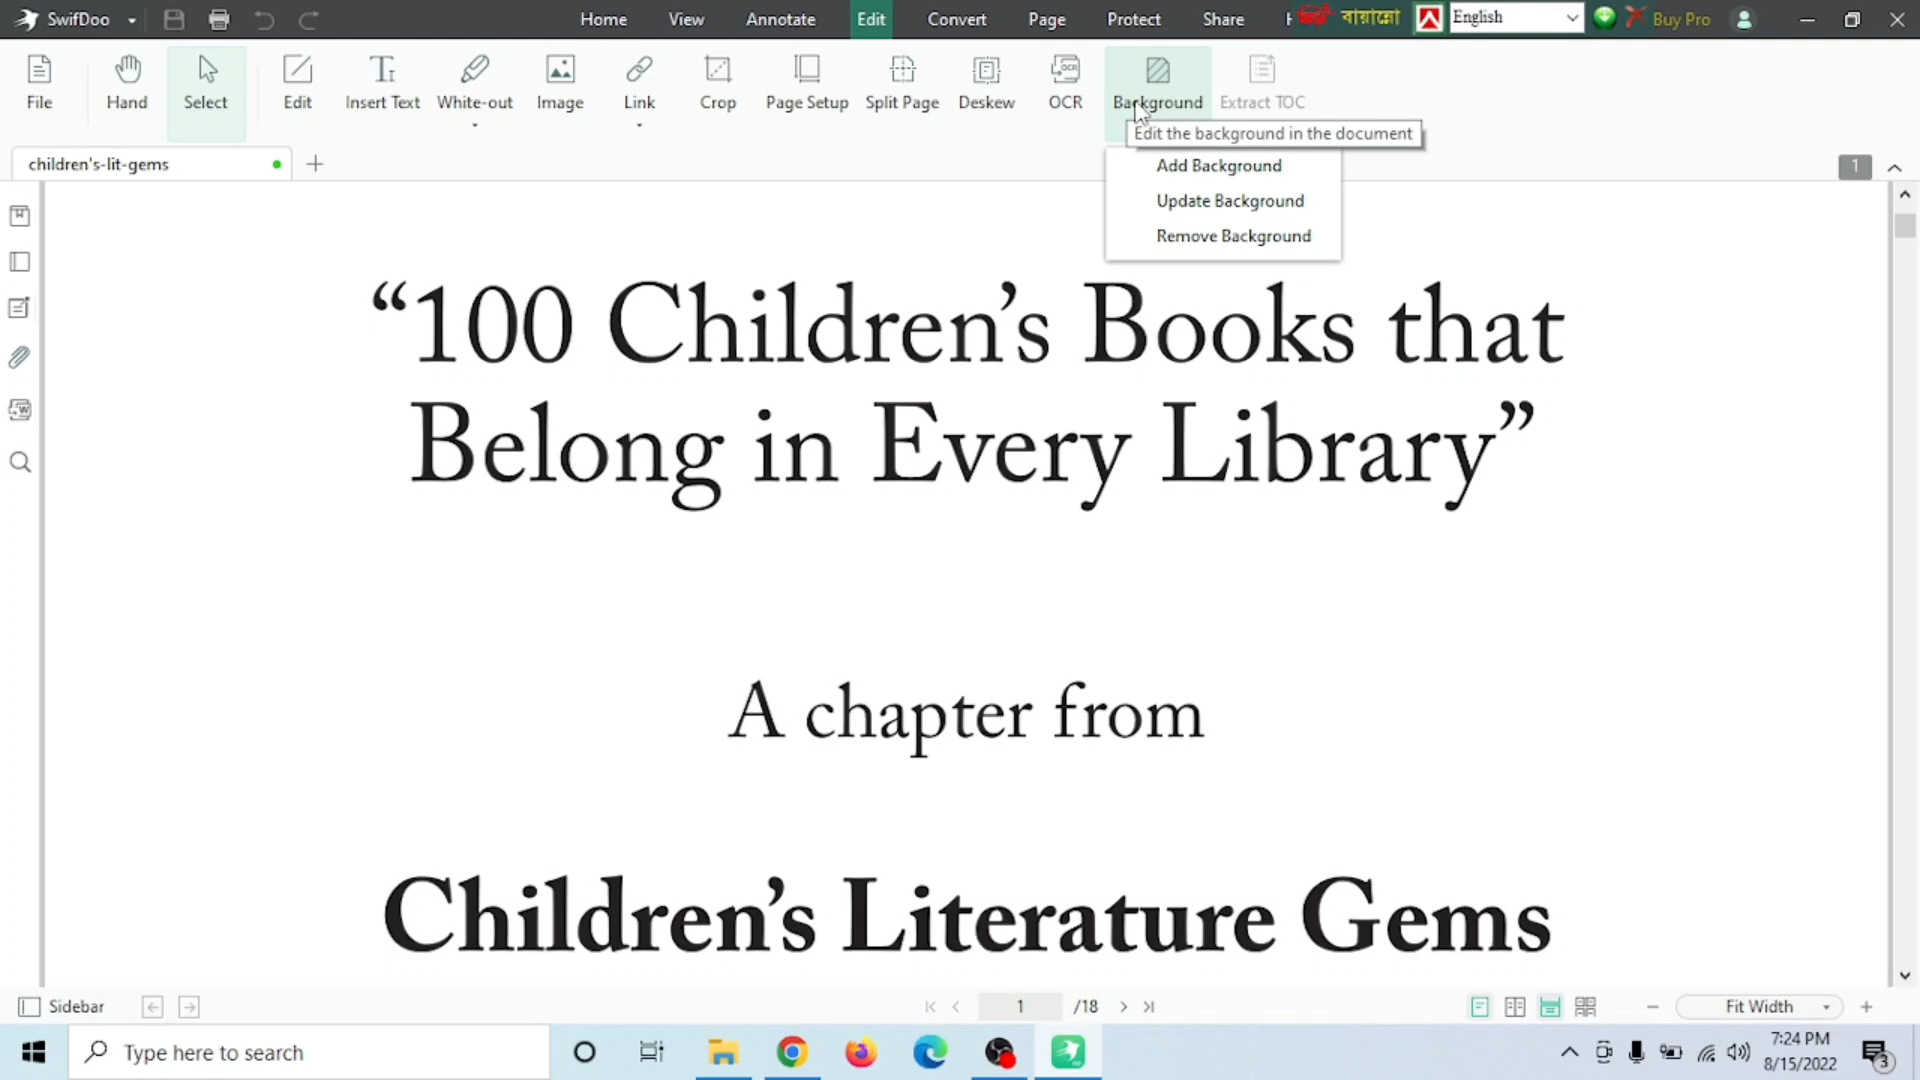 SwifDoo
Home View Annotate Edit Convert Page Protect Share বায়ান্নো English Buy Pro
File Hand Select Edit Insert Text White-out Image Link Crop Page Setup Split Page Deskew OCR Background Extract TOC
Edit the background in the document
children's-lit-gems
1
Add Background
Update Background
Remove Background
“100 Children’s Books that
Belong in Every Library”
A chapter from
Children’s Literature Gems
Sidebar 1 /18 Fit Width
Type here to search
7:24 PM
8/15/2022
3